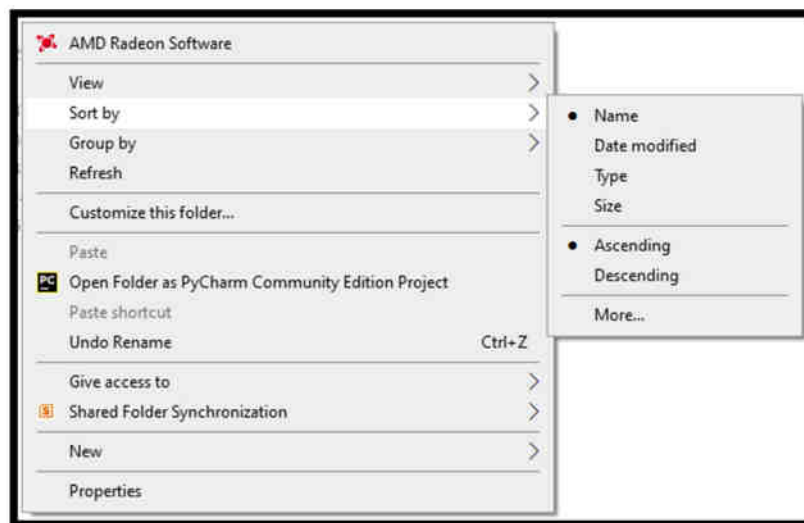 AMD Radeon Software
View
Sort by
Group by
Refresh
Customize this folder...
Paste
PC Open Folder as PyCharm Community Edition Project
Paste shortcut
Undo Rename Ctrl+Z
Give access to
S Shared Folder Synchronization
New
Properties
Name
Date modified
Type
Size
Ascending
Descending
More...